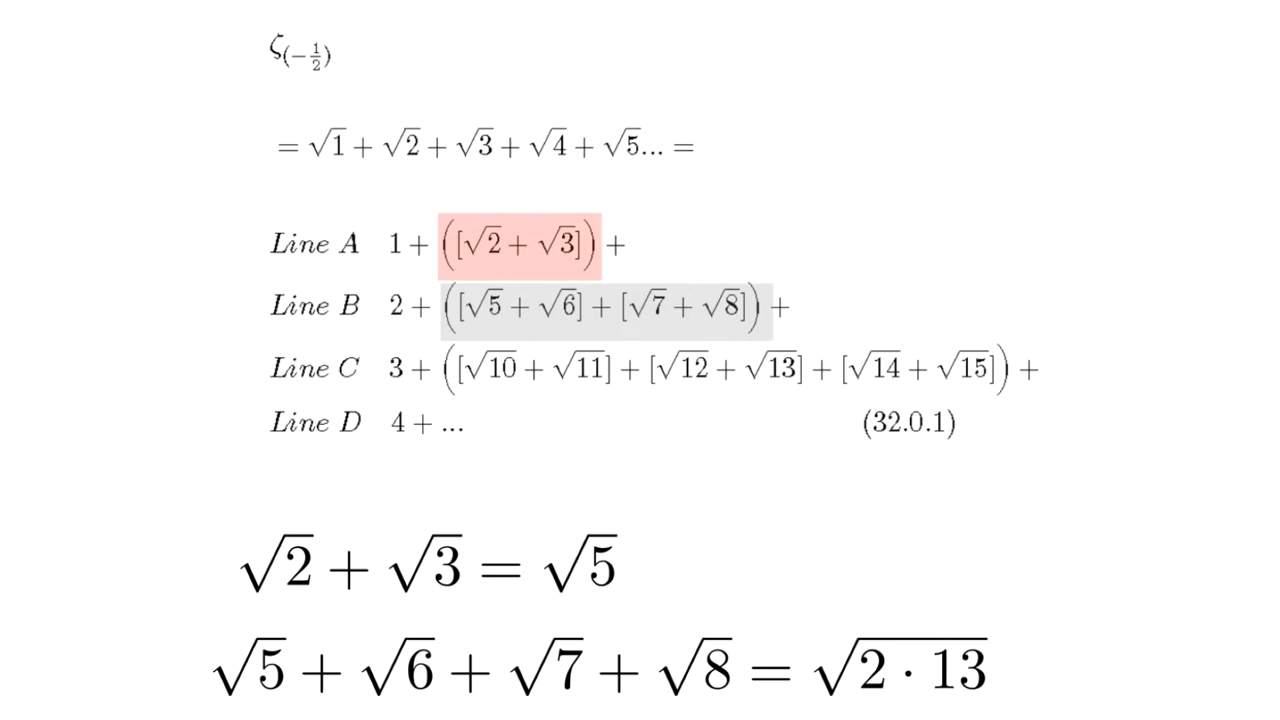 ζ(−1/2)
= √1 + √2 + √3 + √4 + √5... =
Line A 1 + ([√2 + √3]) +
Line B 2 + ([√5 + √6] + [√7 + √8]) +
Line C 3 + ([√10 + √11] + [√12 + √13] + [√14 + √15]) +
Line D 4 + ... (32.0.1)
√2 + √3 = √5
√5 + √6 + √7 + √8 = √(2 · 13)